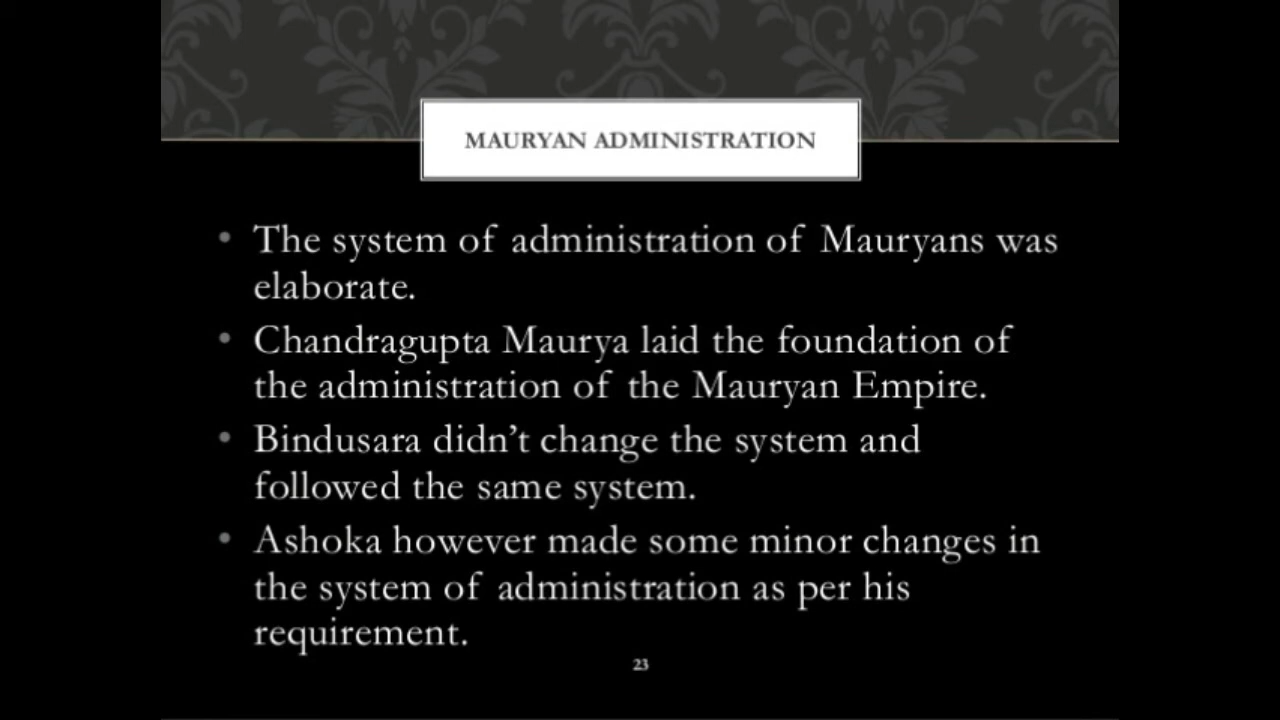 MAURYAN ADMINISTRATION
• The system of administration of Mauryans was
elaborate.
• Chandragupta Maurya laid the foundation of
the administration of the Mauryan Empire.
• Bindusara didn’t change the system and
followed the same system.
• Ashoka however made some minor changes in
the system of administration as per his
requirement.
23